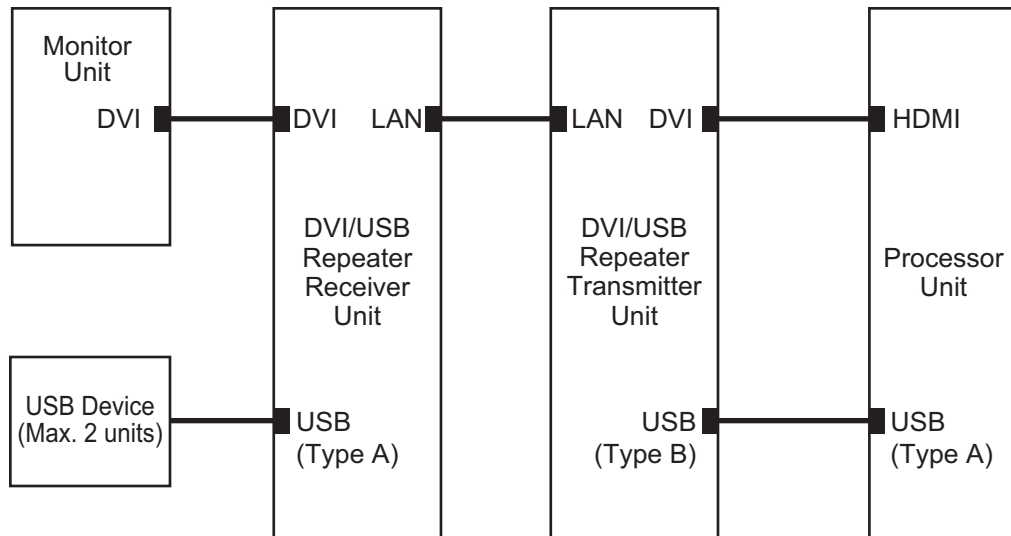 Monitor
Unit
DVI
DVI
LAN
LAN
DVI
HDMI
DVI/USB
Repeater
Receiver
Unit
DVI/USB
Repeater
Transmitter
Unit
Processor
Unit
USB Device
(Max. 2 units)
USB
(Type A)
USB
(Type B)
USB
(Type A)